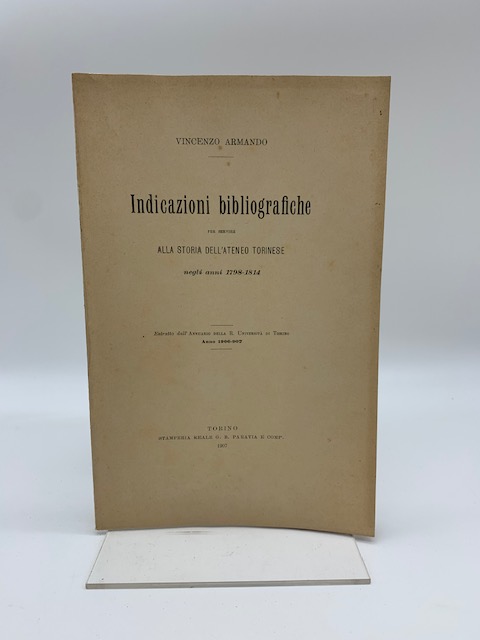 VINCENZO ARMANDO
Indicazioni bibliografiche
PER SERVIRE
ALLA STORIA DELL'ATENEO TORINESE
negli anni 1798-1814
Estratto dall'ANNUARIO DELLA R. UNIVERSITÀ DI TORINO
Anno 1906-907
TORINO
STAMPERIA REALE G. B. PARAVIA E COMP.
1907